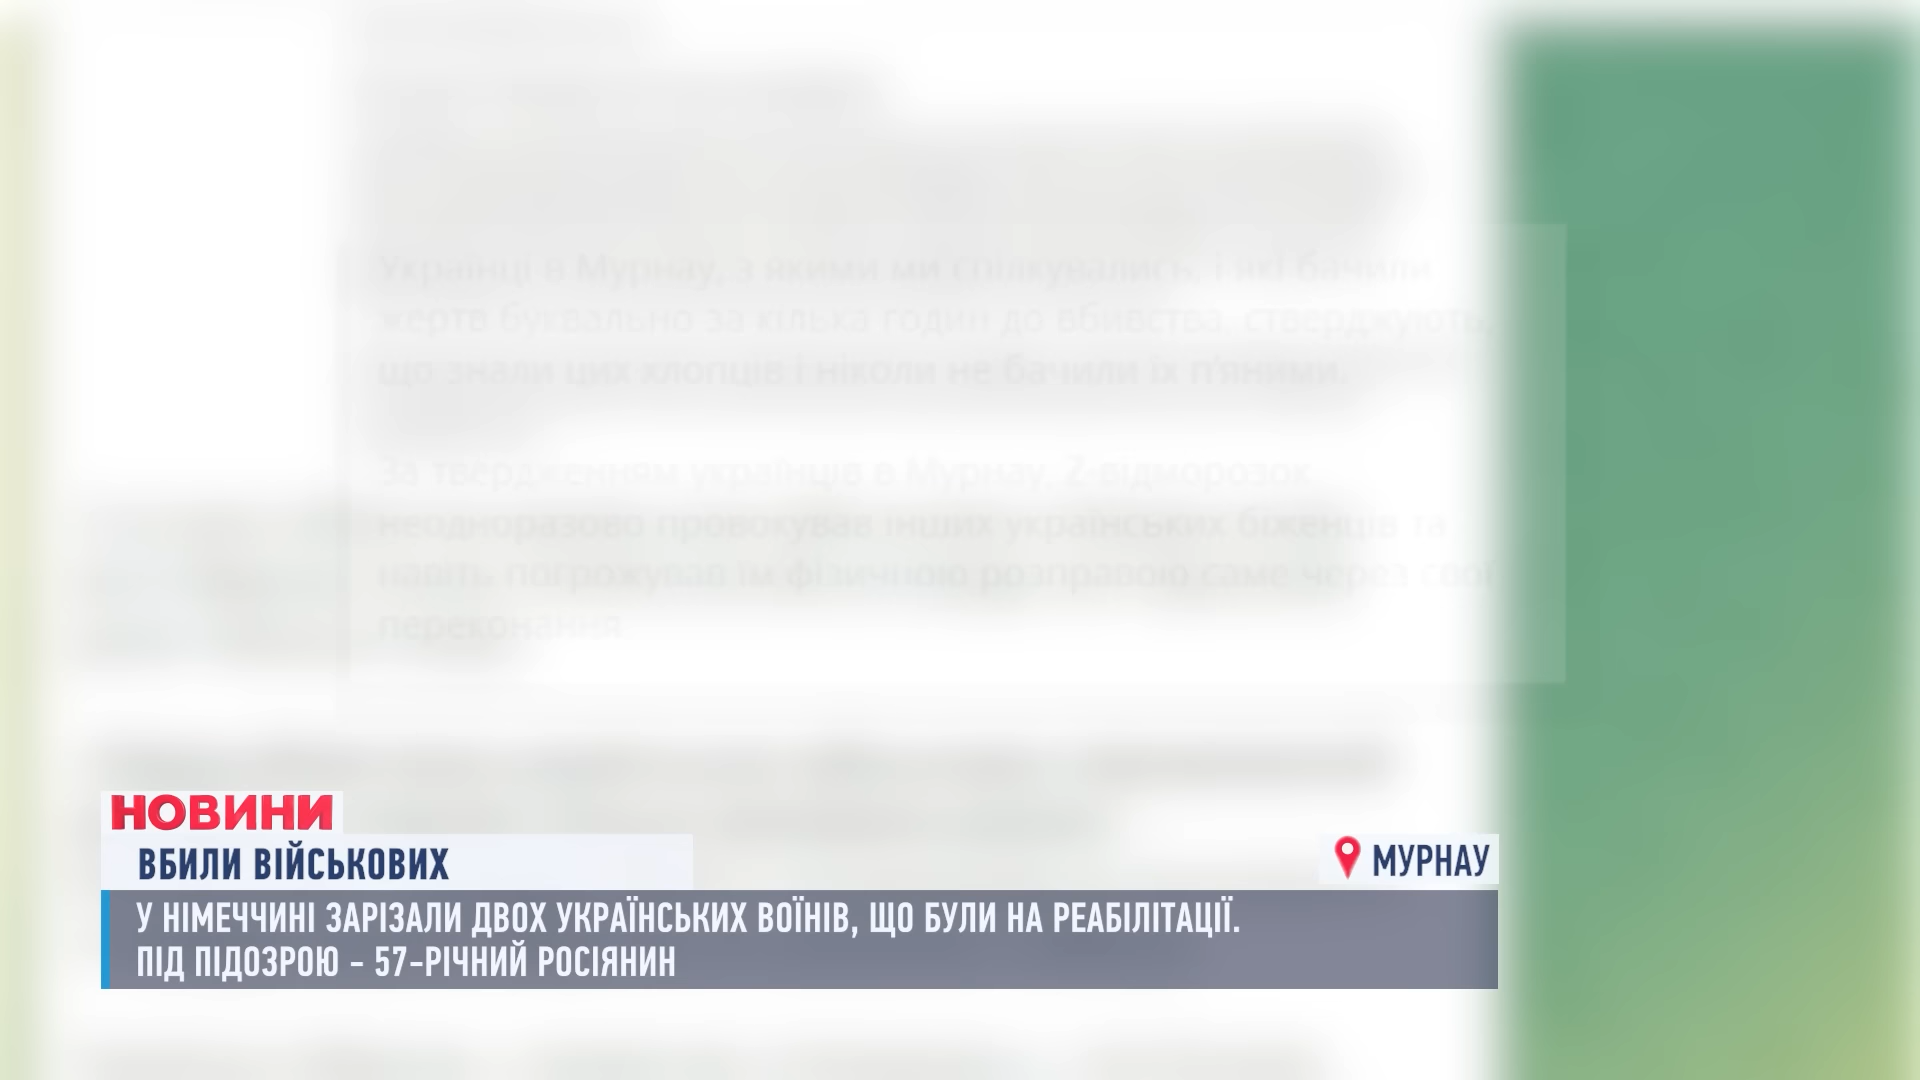 Українці в Мурнау, з якими ми спілкувались, і які бачили
жертв буквально за кілька годин до вбивства, стверджують,
що знали цих хлопців і ніколи не бачили їх п'яними.
За твердженням українців в Мурнау, Z-відморозок
неодноразово провокував інших українських біженців та
навіть погрожував їм фізичною розправою саме через свої
переконання
НОВИНИ
ВБИЛИ ВІЙСЬКОВИХ
МУРНАУ
У НІМЕЧЧИНІ ЗАРІЗАЛИ ДВОХ УКРАЇНСЬКИХ ВОЇНІВ, ЩО БУЛИ НА РЕАБІЛІТАЦІЇ.
ПІД ПІДОЗРОЮ - 57-РІЧНИЙ РОСІЯНИН